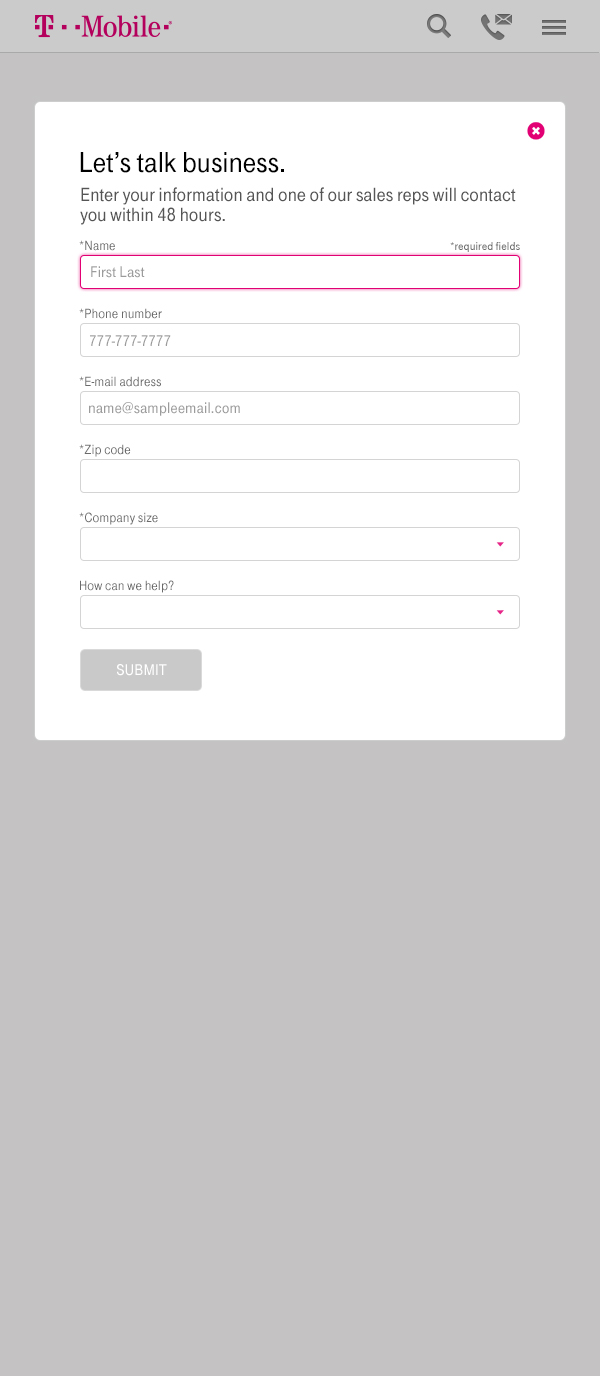 T - -Mobile-®
Let's talk business.
Enter your information and one of our sales reps will contact
you within 48 hours.
*Name
*required fields
First Last
*Phone number
777-777-7777
*E-mail address
name@sampleemail.com
*Zip code
*Company size
How can we help?
SUBMIT